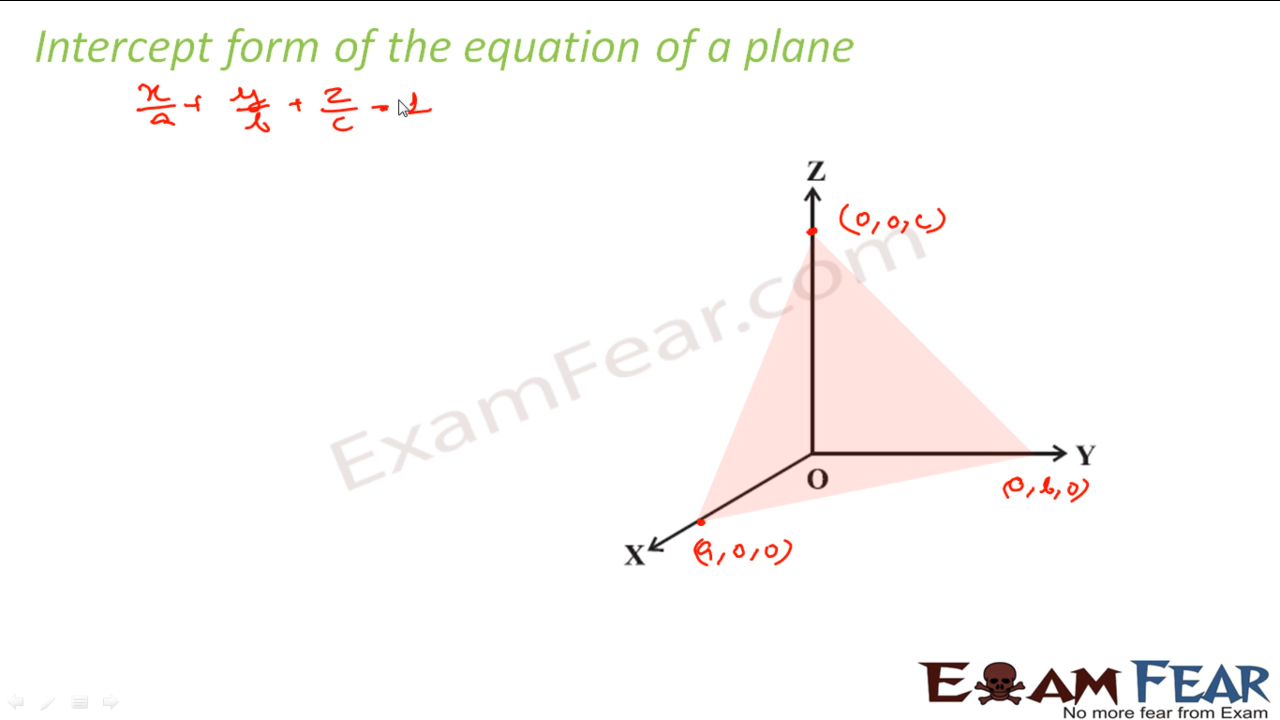 Intercept form of the equation of a plane
x/a + y/b + z/c = 1
Z
(0, 0, c)
ExamFear.com
Y
O
(0, b, 0)
X
(a, 0, 0)
EXAM FEAR
No more fear from Exam